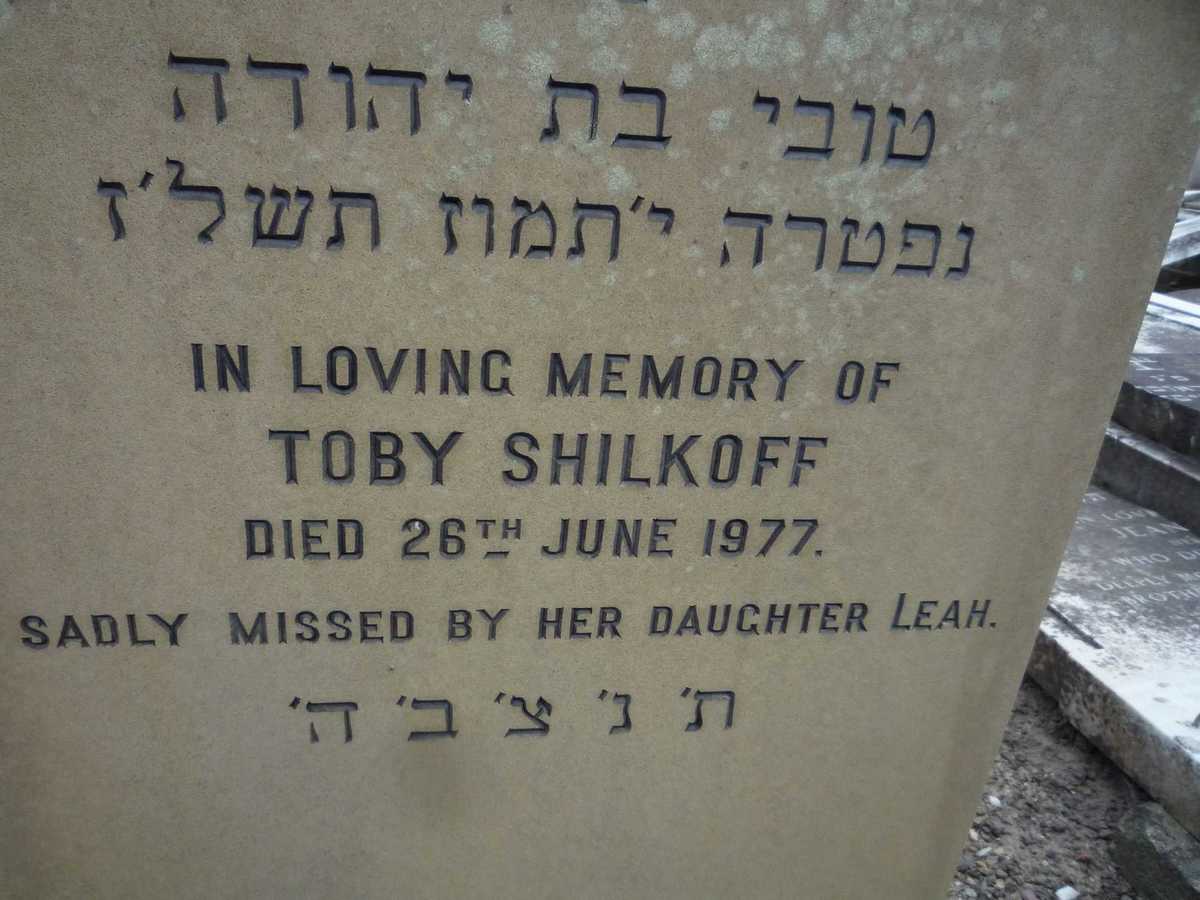 טובי בת יהודה
נפטרה י׳תמוז תשל׳ז
IN LOVING MEMORY OF
TOBY SHILKOFF
DIED 26TH JUNE 1977.
SADLY MISSED BY HER DAUGHTER LEAH.
ת׳ נ׳ צ׳ ב׳ ה׳